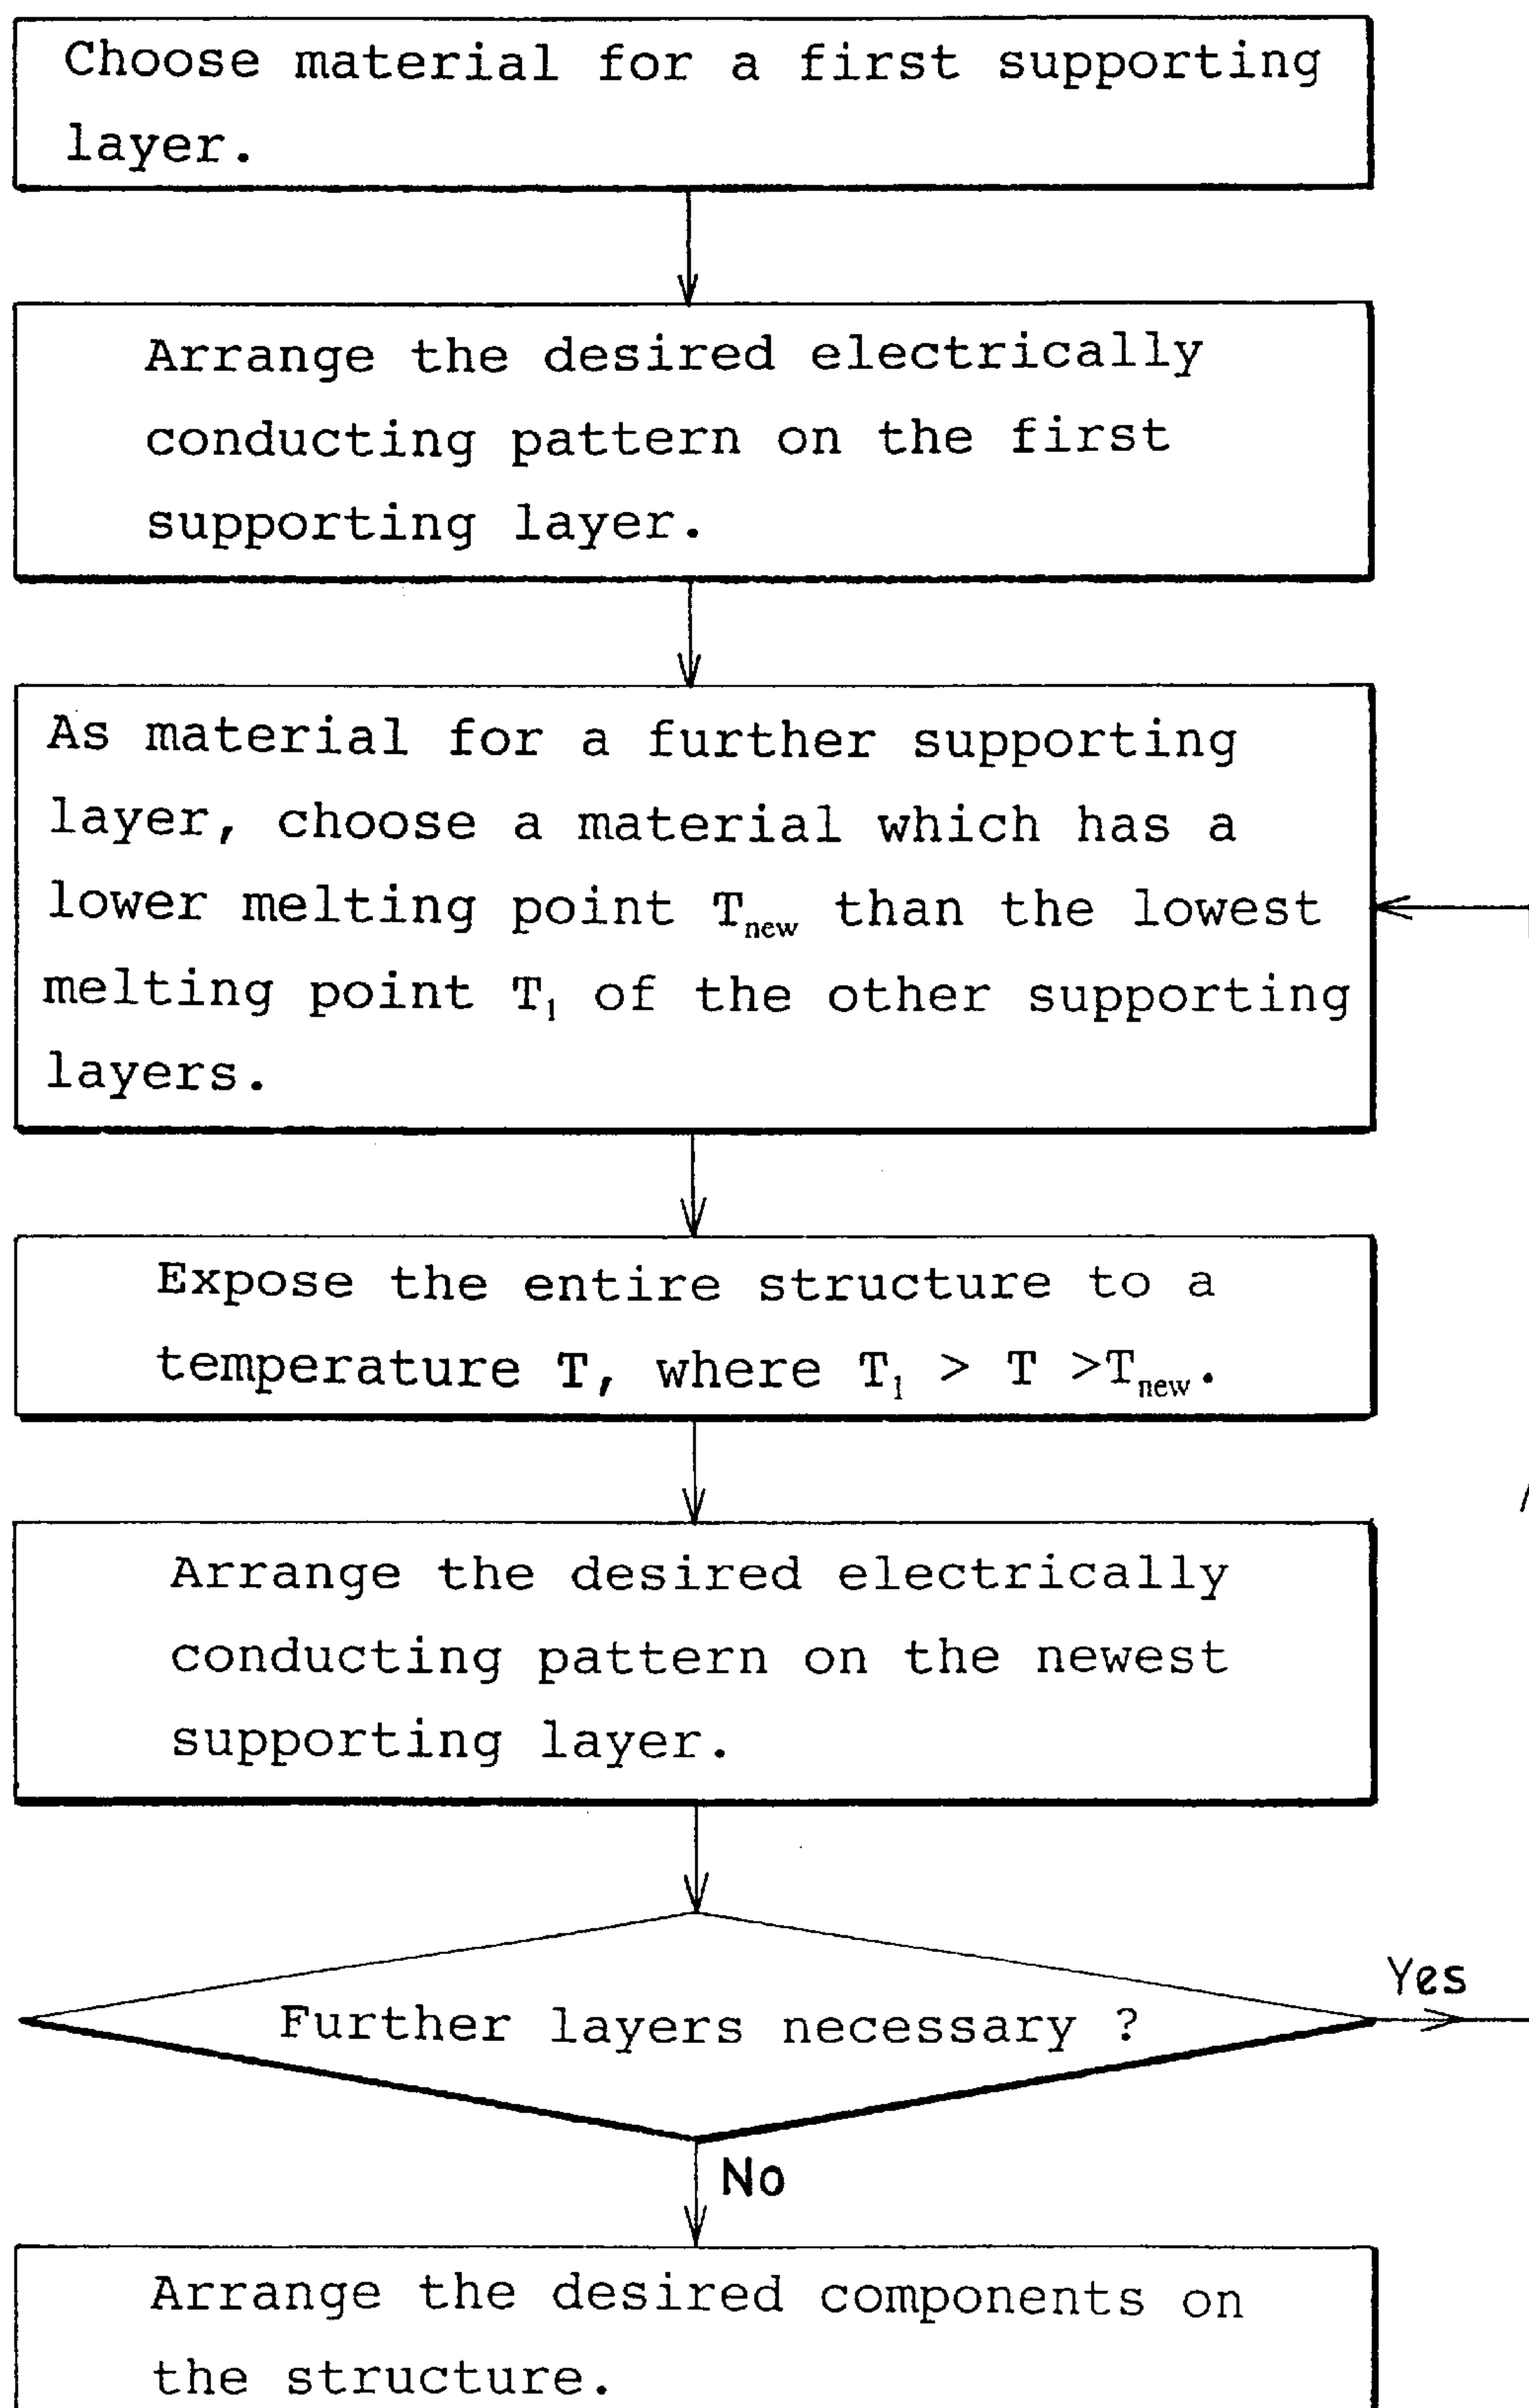 Choose material for a first supporting
layer.
Arrange the desired electrically
conducting pattern on the first
supporting layer.
As material for a further supporting
layer, choose a material which has a
lower melting point Tnew than the lowest
melting point Tl of the other supporting
layers.
Expose the entire structure to a
temperature T, where Tl > T >Tnew.
Arrange the desired electrically
conducting pattern on the newest
supporting layer.
Further layers necessary ?
Yes
No
Arrange the desired components on
the structure.